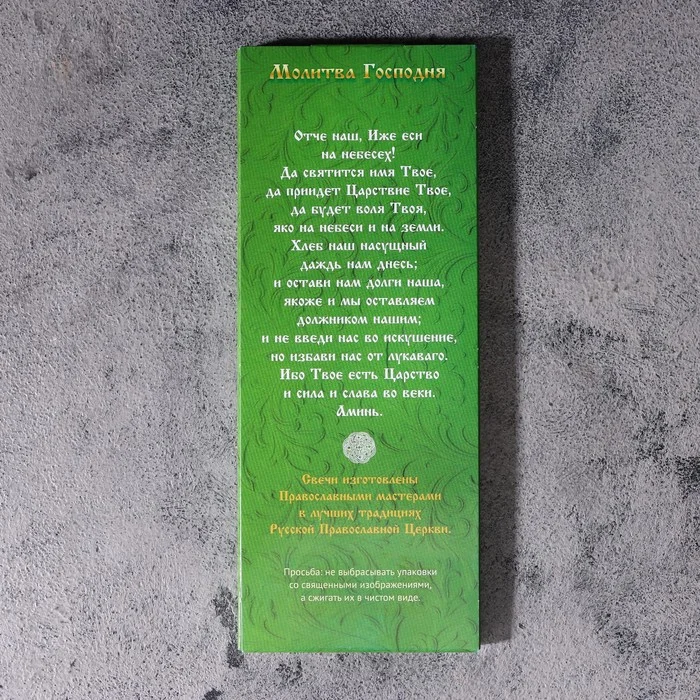 Молитва Господня
Отче наш, Иже еси
на небесех!
Да святится имя Твое,
да приидет Царствие Твое,
да будет воля Твоя,
яко на небеси и на земли.
Хлеб наш насущный
даждь нам днесь;
и остави нам долги наша,
якоже и мы оставляем
должником нашим;
и не введи нас во искушение,
но избави нас от лукаваго.
Ибо Твое есть Царство
и сила и слава во веки.
Аминь.
Свечи изготовлены
Православными мастерами
в лучших традициях
Русской Православной Церкви.
Просьба: не выбрасывать упаковки
со священными изображениями,
а сжигать их в чистом виде.